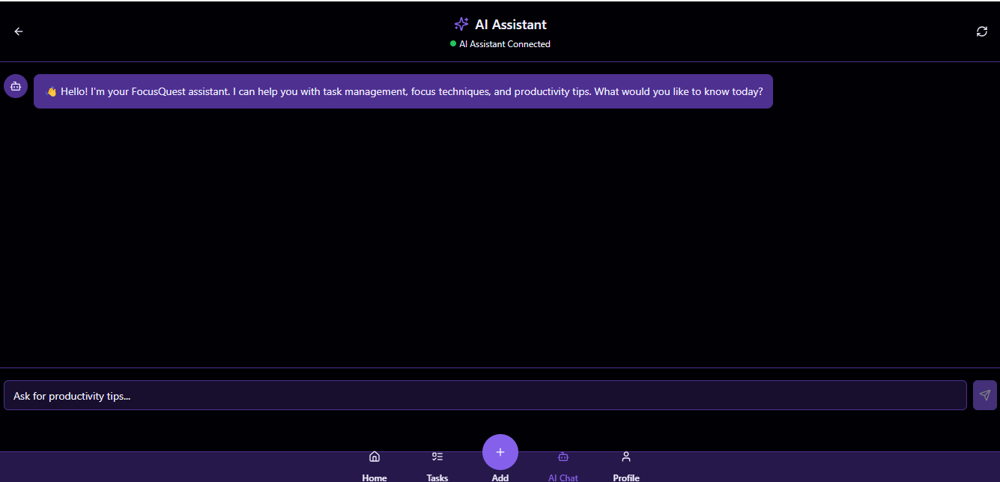 AI Assistant
AI Assistant Connected
👋 Hello! I'm your FocusQuest assistant. I can help you with task management, focus techniques, and productivity tips. What would you like to know today?
Ask for productivity tips...
Home
Tasks
Add
AI Chat
Profile